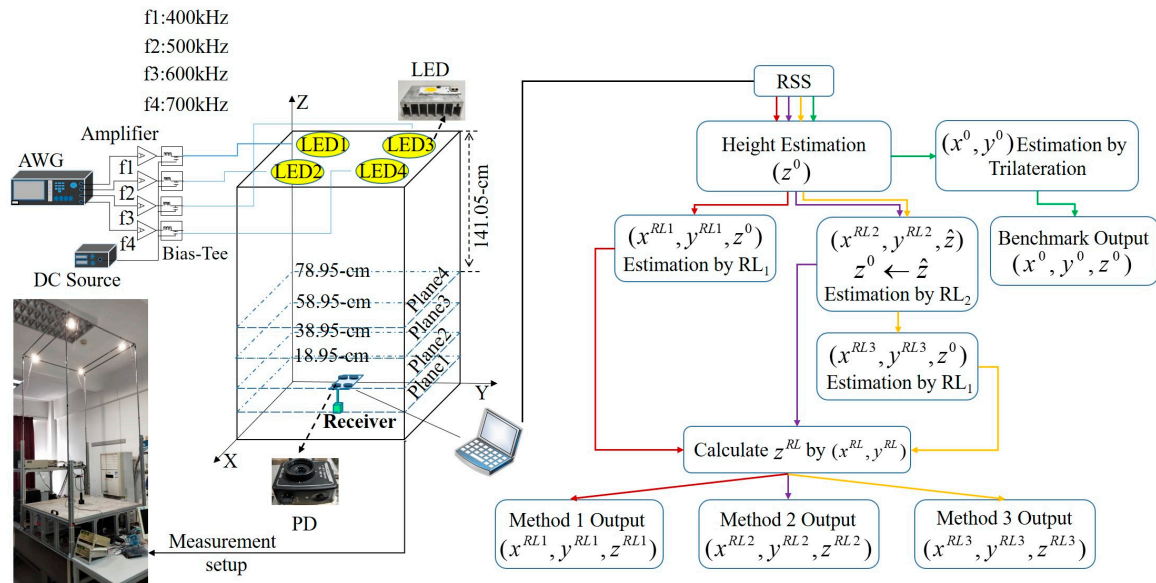 f1:400kHz
f2:500kHz
f3:600kHz
f4:700kHz
LED
Z
Amplifier
AWG
f1
f2
f3
f4
Bias-Tee
DC Source
LED1
LED3
LED2
LED4
141.05-cm
78.95-cm
58.95-cm
38.95-cm
18.95-cm
Plane4
Plane3
Plane2
Plane1
Y
X
Receiver
PD
Measurement
setup
RSS
Height Estimation
(z⁰)
(x⁰, y⁰) Estimation by
Trilateration
(x^{RL1}, y^{RL1}, z⁰)
Estimation by RL₁
(x^{RL2}, y^{RL2}, ẑ)
z⁰ ← ẑ
Estimation by RL₂
Benchmark Output
(x⁰, y⁰, z⁰)
(x^{RL3}, y^{RL3}, z⁰)
Estimation by RL₁
Calculate z^{RL} by (x^{RL}, y^{RL})
Method 1 Output
(x^{RL1}, y^{RL1}, z^{RL1})
Method 2 Output
(x^{RL2}, y^{RL2}, z^{RL2})
Method 3 Output
(x^{RL3}, y^{RL3}, z^{RL3})